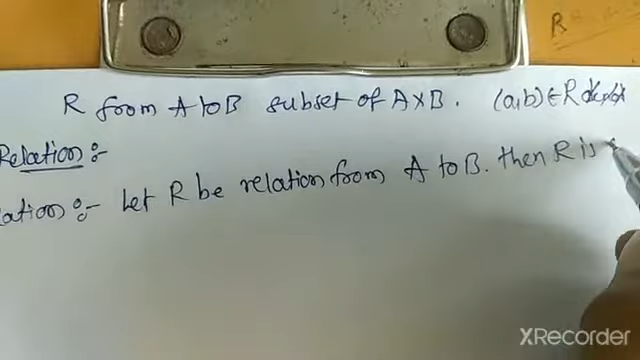 R
R from A to B subset of A×B. (a,b) ∈ R
Relation :-
ation :- Let R be relation from A to B. then R is
XRecorder